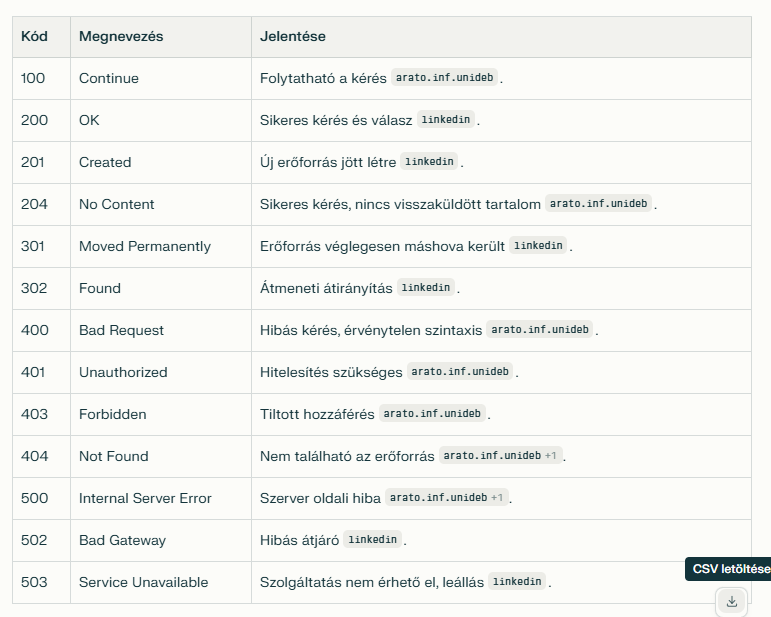 Kód Megnevezés Jelentése
100 Continue Folytatható a kérés arato.inf.unideb .
200 OK Sikeres kérés és válasz linkedin .
201 Created Új erőforrás jött létre linkedin .
204 No Content Sikeres kérés, nincs visszaküldött tartalom arato.inf.unideb .
301 Moved Permanently Erőforrás véglegesen máshova került linkedin .
302 Found Átmeneti átirányítás linkedin .
400 Bad Request Hibás kérés, érvénytelen szintaxis arato.inf.unideb .
401 Unauthorized Hitelesítés szükséges arato.inf.unideb .
403 Forbidden Tiltott hozzáférés arato.inf.unideb .
404 Not Found Nem található az erőforrás arato.inf.unideb +1 .
500 Internal Server Error Szerver oldali hiba arato.inf.unideb +1 .
502 Bad Gateway Hibás átjáró linkedin .
503 Service Unavailable Szolgáltatás nem érhető el, leállás linkedin .
CSV letöltése